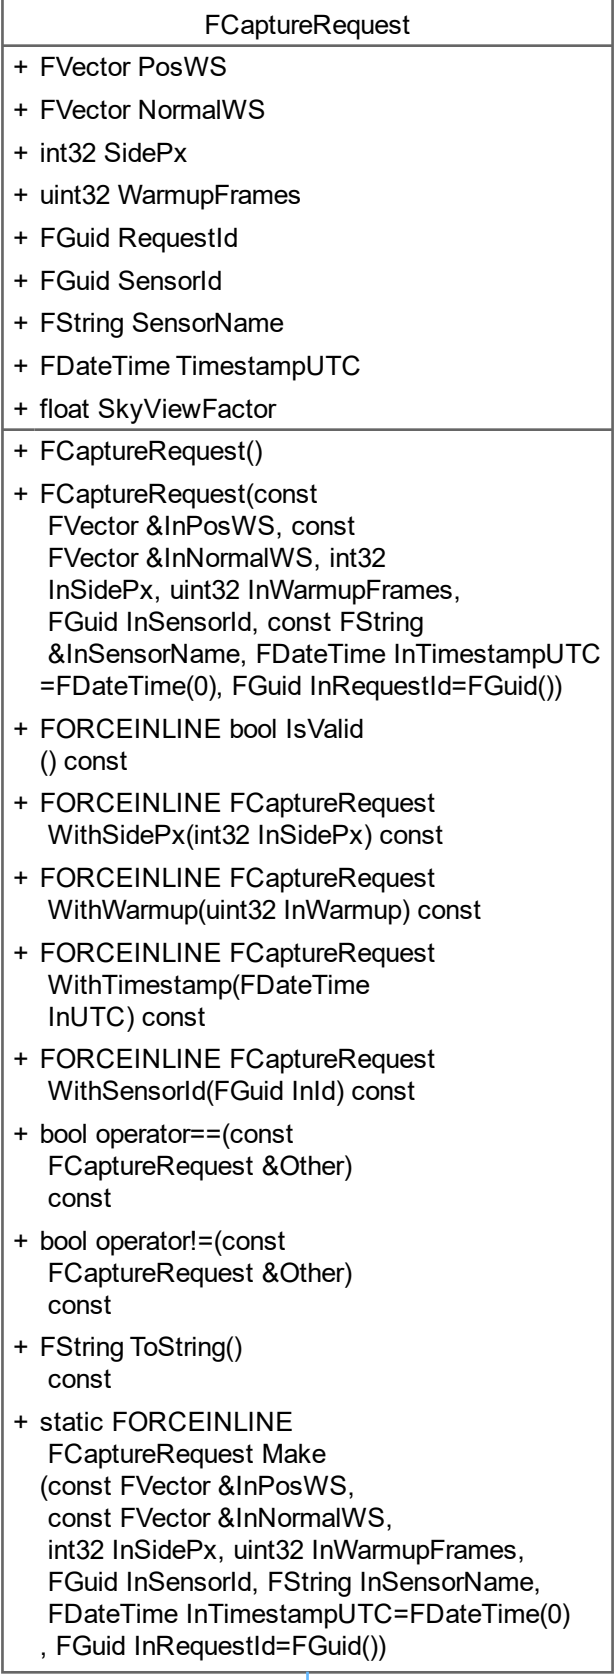 FCaptureRequest
+ FVector PosWS
+ FVector NormalWS
+ int32 SidePx
+ uint32 WarmupFrames
+ FGuid RequestId
+ FGuid SensorId
+ FString SensorName
+ FDateTime TimestampUTC
+ float SkyViewFactor
+ FCaptureRequest()
+ FCaptureRequest(const
FVector &InPosWS, const
FVector &InNormalWS, int32
InSidePx, uint32 InWarmupFrames,
FGuid InSensorId, const FString
&InSensorName, FDateTime InTimestampUTC
=FDateTime(0), FGuid InRequestId=FGuid())
+ FORCEINLINE bool IsValid
() const
+ FORCEINLINE FCaptureRequest
WithSidePx(int32 InSidePx) const
+ FORCEINLINE FCaptureRequest
WithWarmup(uint32 InWarmup) const
+ FORCEINLINE FCaptureRequest
WithTimestamp(FDateTime
InUTC) const
+ FORCEINLINE FCaptureRequest
WithSensorId(FGuid InId) const
+ bool operator==(const
FCaptureRequest &Other)
const
+ bool operator!=(const
FCaptureRequest &Other)
const
+ FString ToString()
const
+ static FORCEINLINE
FCaptureRequest Make
(const FVector &InPosWS,
const FVector &InNormalWS,
int32 InSidePx, uint32 InWarmupFrames,
FGuid InSensorId, FString InSensorName,
FDateTime InTimestampUTC=FDateTime(0)
, FGuid InRequestId=FGuid())